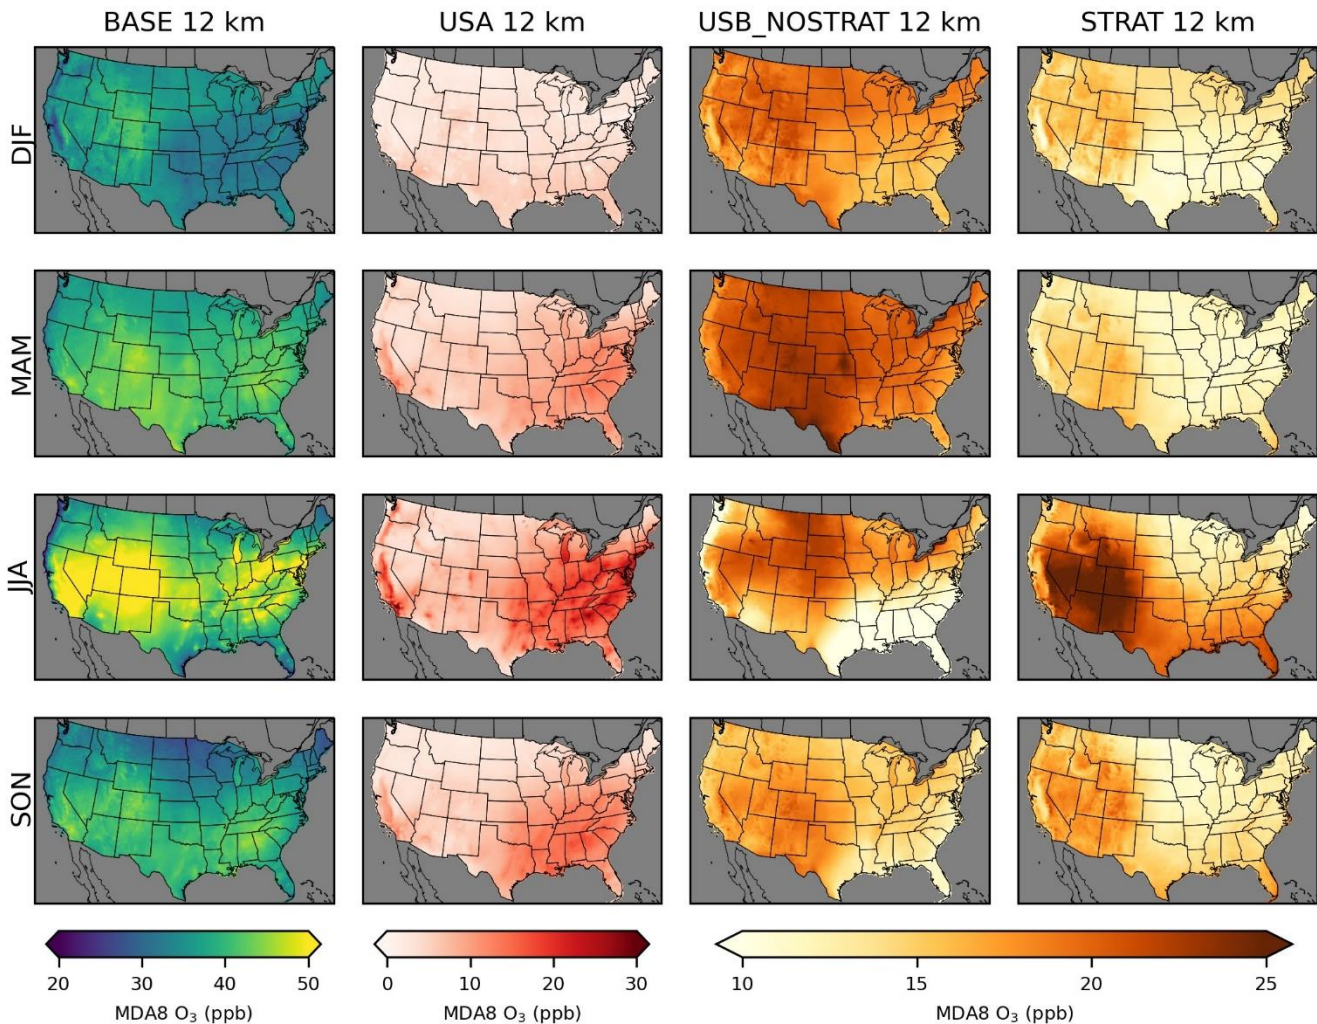 BASE 12 km USA 12 km USB_NOSTRAT 12 km STRAT 12 km
DJF
MAM
JJA
SON
20 30 40 50 0 10 20 30 10 15 20 25
MDA8 O₃ (ppb) MDA8 O₃ (ppb) MDA8 O₃ (ppb)